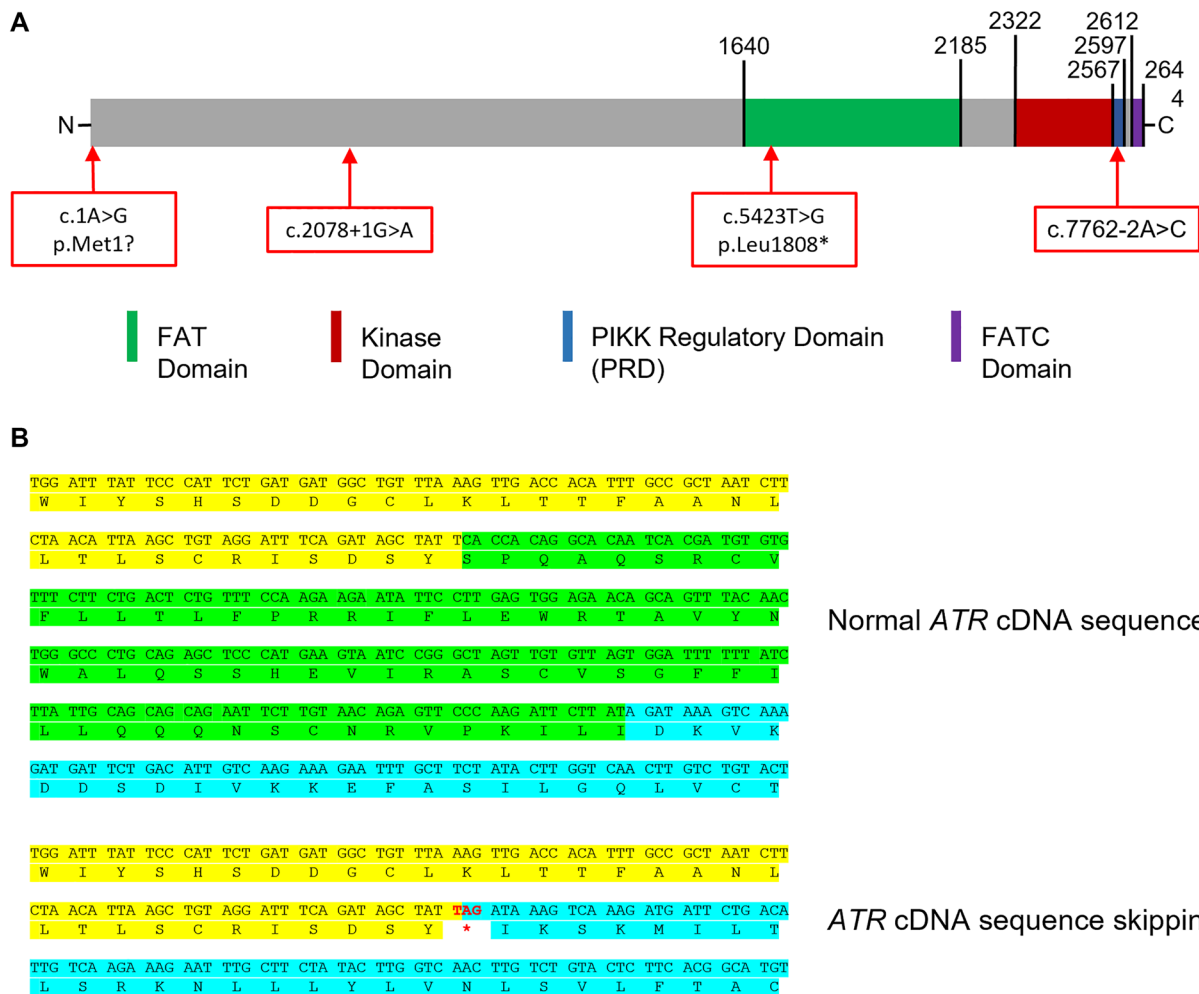 A
1640
2185
2322
2612
2597
2567
264
4
N
C
c.1A>G
p.Met1?
c.2078+1G>A
c.5423T>G
p.Leu1808*
c.7762-2A>C
FAT
Domain
Kinase
Domain
PIKK Regulatory Domain
(PRD)
FATC
Domain
B
TGG ATT TAT TCC CAT TCT GAT GAT GGC TGT TTA AAG TTG ACC ACA TTT GCC GCT AAT CTT
W I Y S H S D D G C L K L T T F A A N L
CTA ACA TTA AGC TGT AGG ATT TCA GAT AGC TAT TCA CCA CAG GCA CAA TCA CGA TGT GTG
L T L S C R I S D S Y S P Q A Q S R C V
TTT CTT CTG ACT CTG TTT CCA AGA AGA ATA TTC CTT GAG TGG AGA ACA GCA GTT TAC AAC
F L L T L F P R R I F L E W R T A V Y N
Normal ATR cDNA sequence
TGG GCC CTG CAG AGC TCC CAT GAA GTA ATC CGG GCT AGT TGT GTT AGT GGA TTT TTT ATC
W A L Q S S H E V I R A S C V S G F F I
TTA TTG CAG CAG CAG AAT TCT TGT AAC AGA GTT CCC AAG ATT CTT ATA GAT AAA GTC AAA
L L Q Q Q N S C N R V P K I L I D K V K
GAT GAT TCT GAC ATT GTC AAG AAA GAA TTT GCT TCT ATA CTT GGT CAA CTT GTC TGT ACT
D D S D I V K K E F A S I L G Q L V C T
TGG ATT TAT TCC CAT TCT GAT GAT GGC TGT TTA AAG TTG ACC ACA TTT GCC GCT AAT CTT
W I Y S H S D D G C L K L T T F A A N L
CTA ACA TTA AGC TGT AGG ATT TCA GAT AGC TAT TAG ATA AAG TCA AAG ATG ATT CTG ACA
L T L S C R I S D S Y * I K S K M I L T
ATR cDNA sequence skippin
TTG TCA AGA AAG AAT TTG CTT CTA TAC TTG GTC AAC TTG TCT GTA CTC TTC ACG GCA TGT
L S R K N L L L Y L V N L S V L F T A C